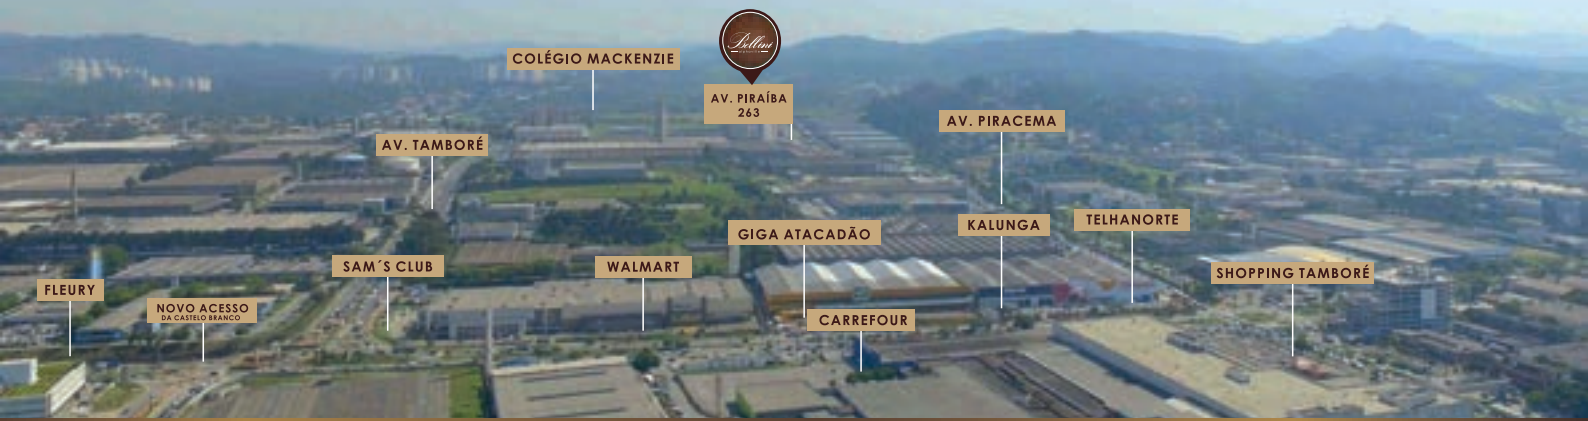 Bellini
COLÉGIO MACKENZIE
AV. PIRAÍBA
263
AV. PIRACEMA
AV. TAMBORÉ
TELHANORTE
KALUNGA
GIGA ATACADÃO
SAM´S CLUB
WALMART
SHOPPING TAMBORÉ
FLEURY
NOVO ACESSO
DA CASTELO BRANCO
CARREFOUR